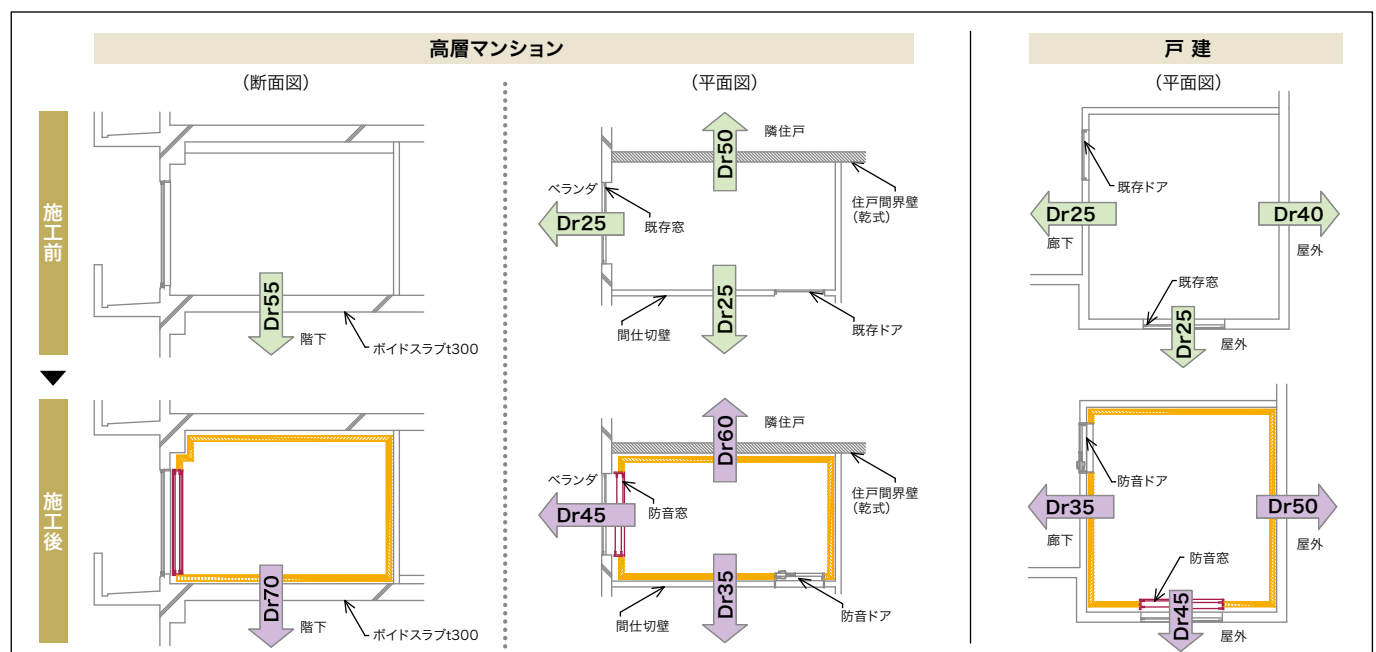 高層マンション
戸建
(断面図)
(平面図)
(平面図)
施工前
Dr55
階下
ボイドスラブt300
Dr50
隣住戸
ベランダ
Dr25
既存窓
住戸間界壁
(乾式)
Dr25
間仕切壁
既存ドア
既存ドア
Dr25
廊下
Dr40
屋外
既存窓
Dr25
屋外
施工後
Dr70
階下
ボイドスラブt300
Dr60
隣住戸
ベランダ
Dr45
防音窓
住戸間界壁
(乾式)
Dr35
間仕切壁
防音ドア
防音ドア
Dr35
廊下
Dr50
屋外
防音窓
Dr45
屋外